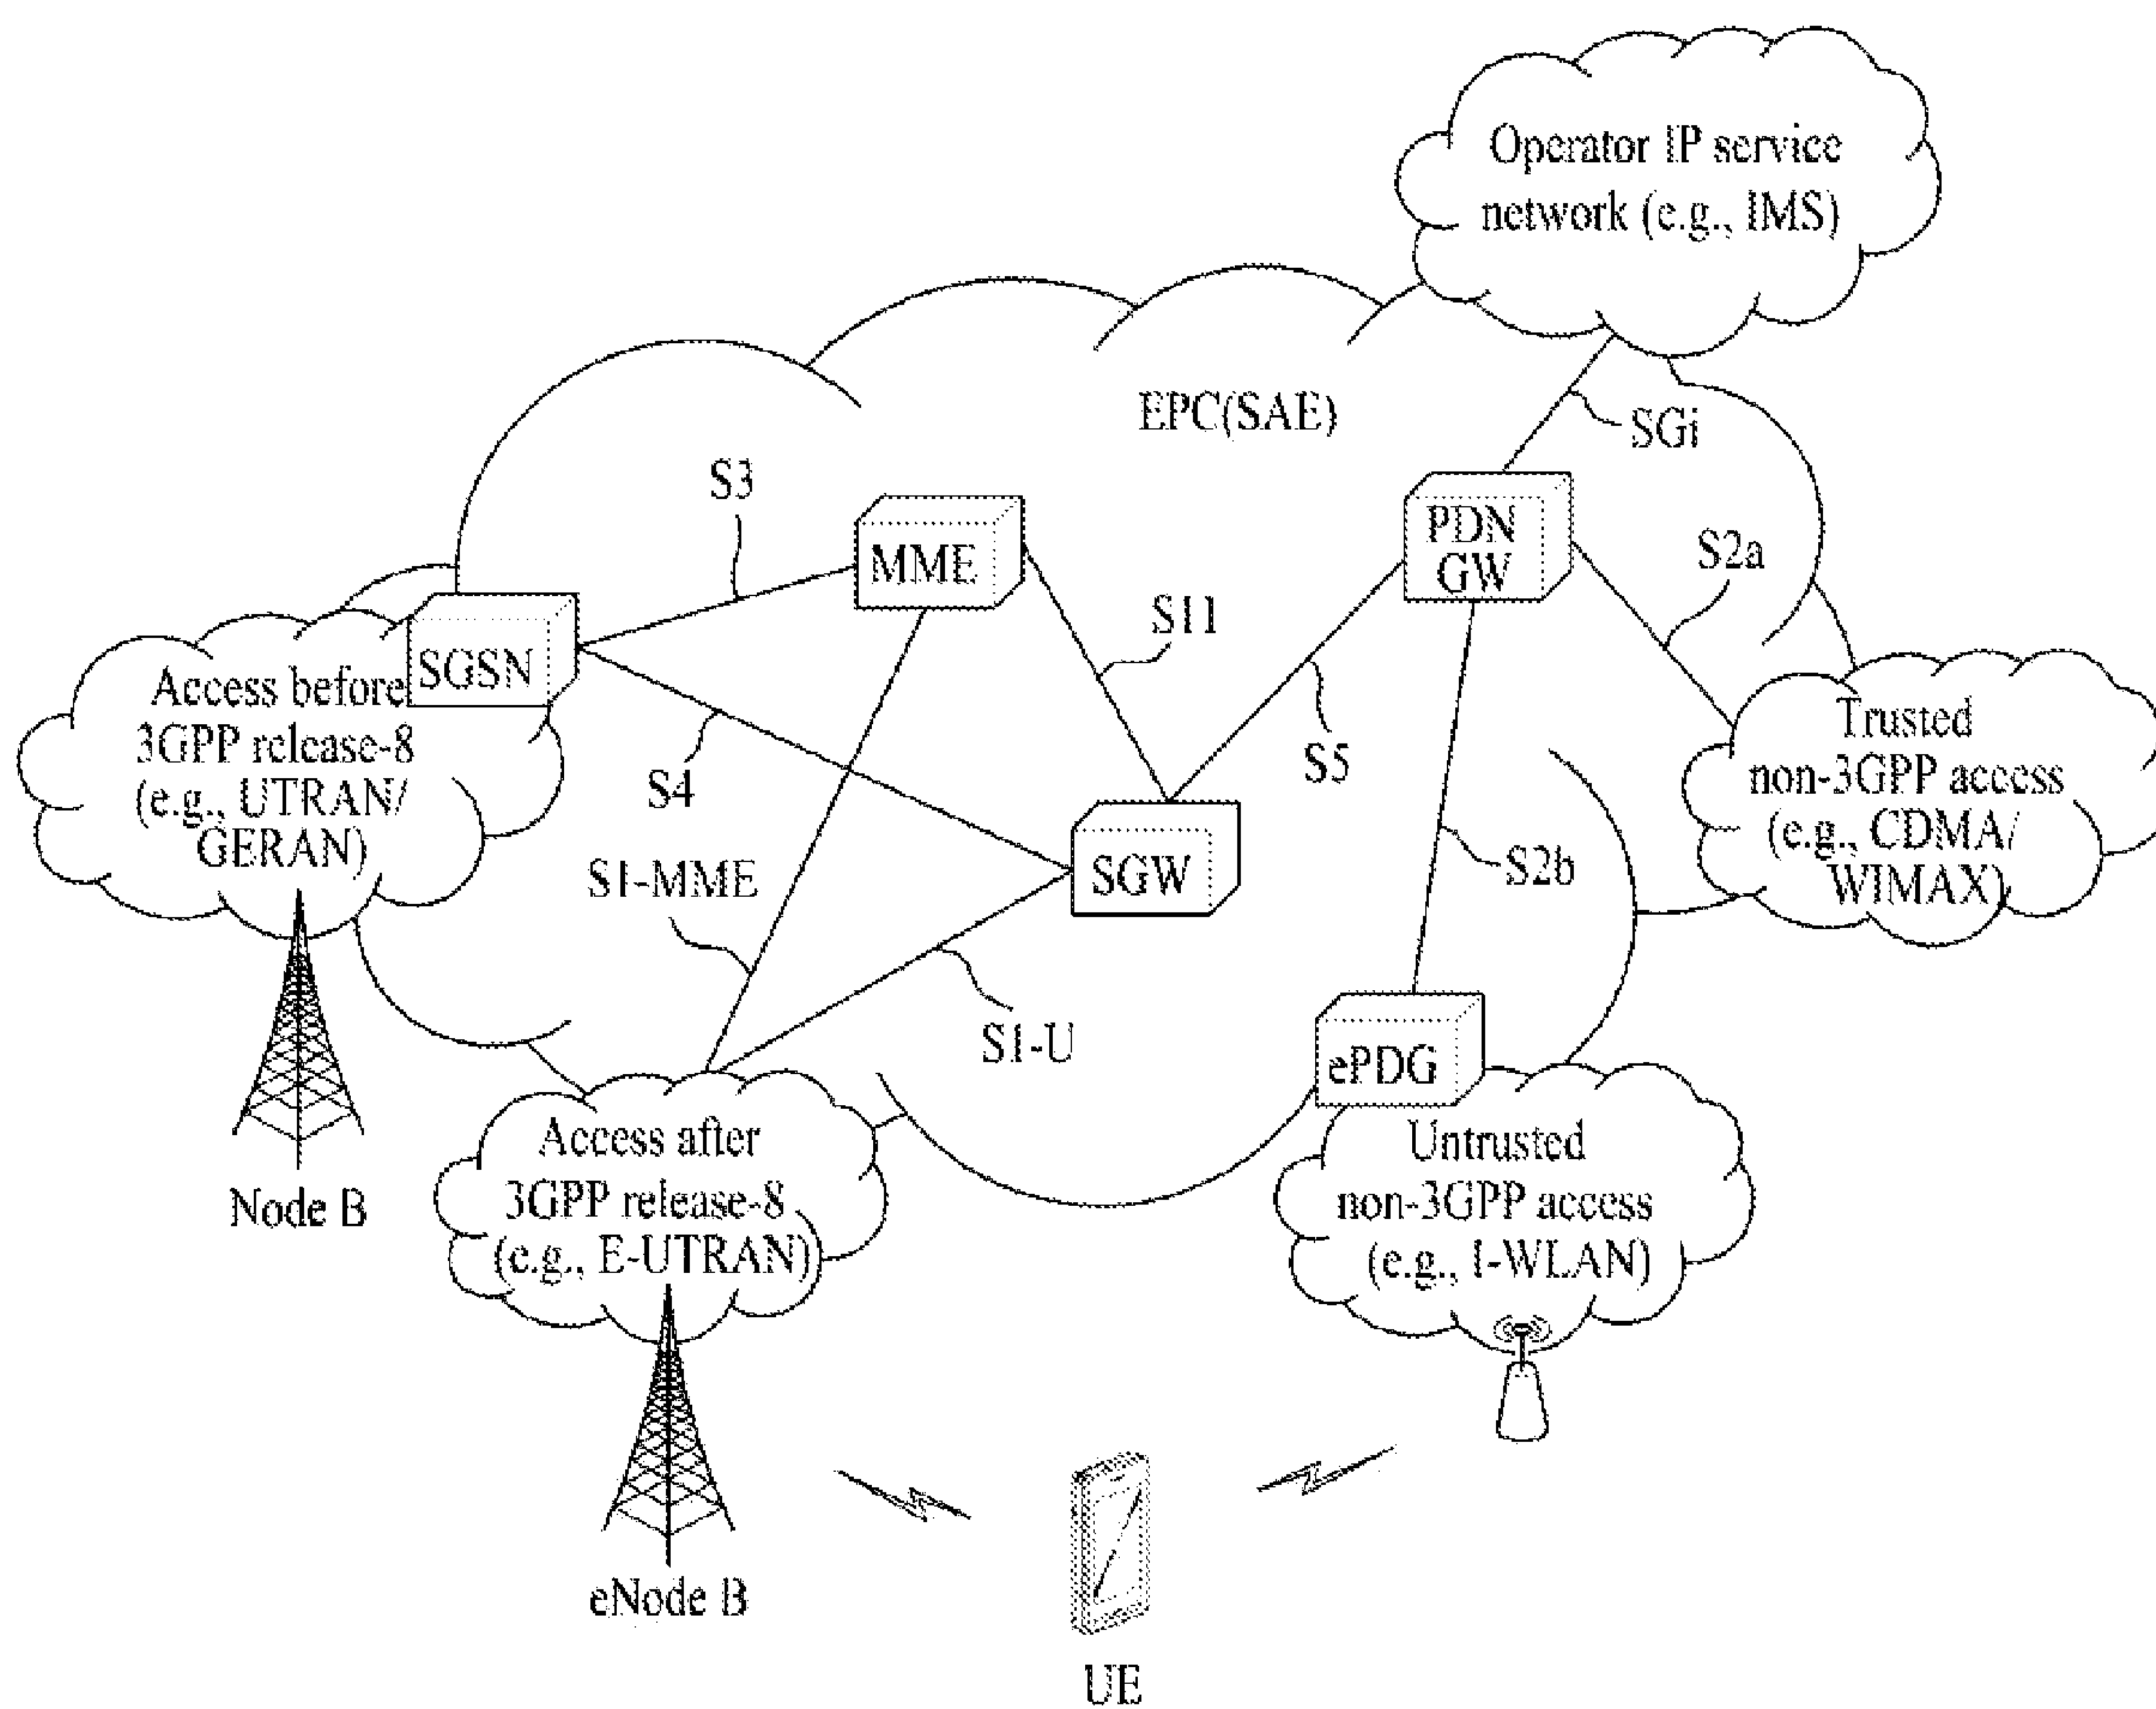 Operator IP service
network (e.g., IMS)
EPC(SAE)
SGi
S3
MME
PDN
GW
S2a
S11
SGSN
Access before
3GPP release-8
(e.g., UTRAN/
GERAN)
S4
S5
Trusted
non-3GPP access
(e.g., CDMA/
WIMAX)
S1-MME
SGW
S2b
S1-U
ePDG
Node B
Access after
3GPP release-8
(e.g., E-UTRAN)
Untrusted
non-3GPP access
(e.g., I-WLAN)
eNode B
UE